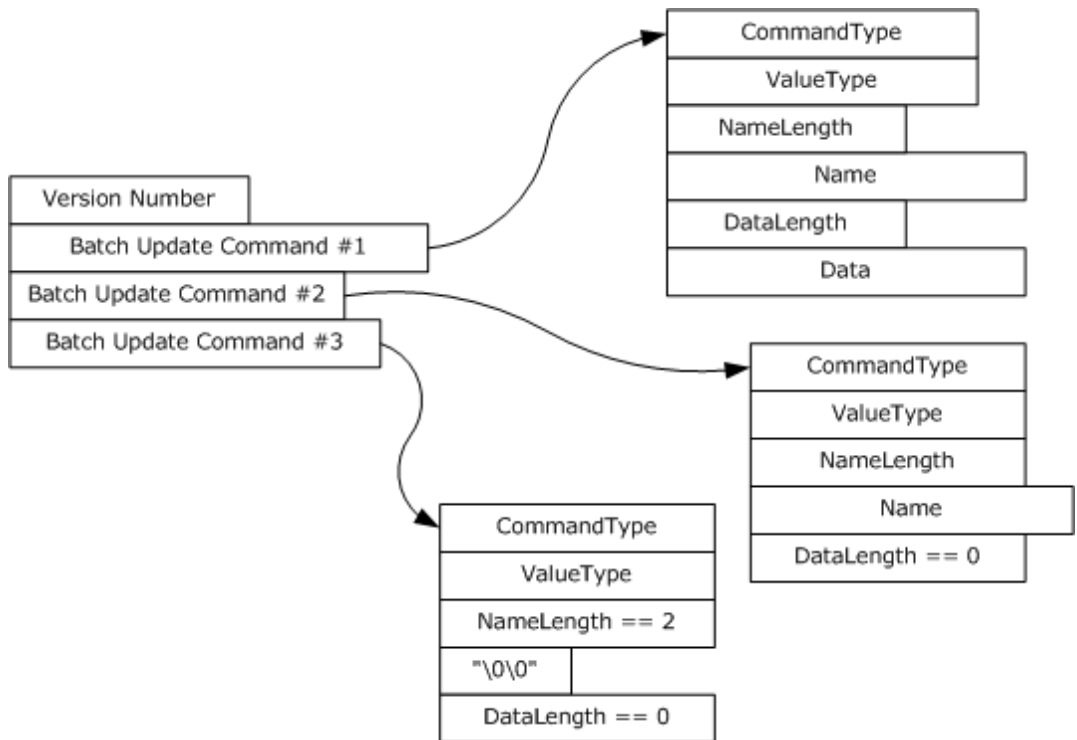 CommandType
ValueType
NameLength
Name
DataLength
Data
Version Number
Batch Update Command #1
Batch Update Command #2
Batch Update Command #3
CommandType
ValueType
NameLength
Name
DataLength == 0
CommandType
ValueType
NameLength == 2
"\0\0"
DataLength == 0